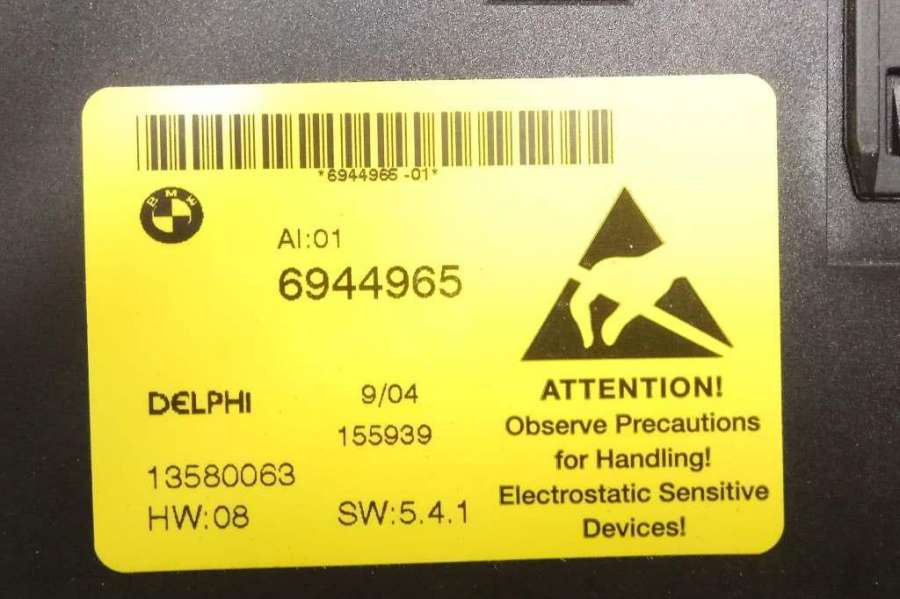 *6944965 -01*
BMW
AI:01
6944965
DELPHI
9/04
155939
13580063
HW:08
SW:5.4.1
ATTENTION!
Observe Precautions
for Handling!
Electrostatic Sensitive
Devices!